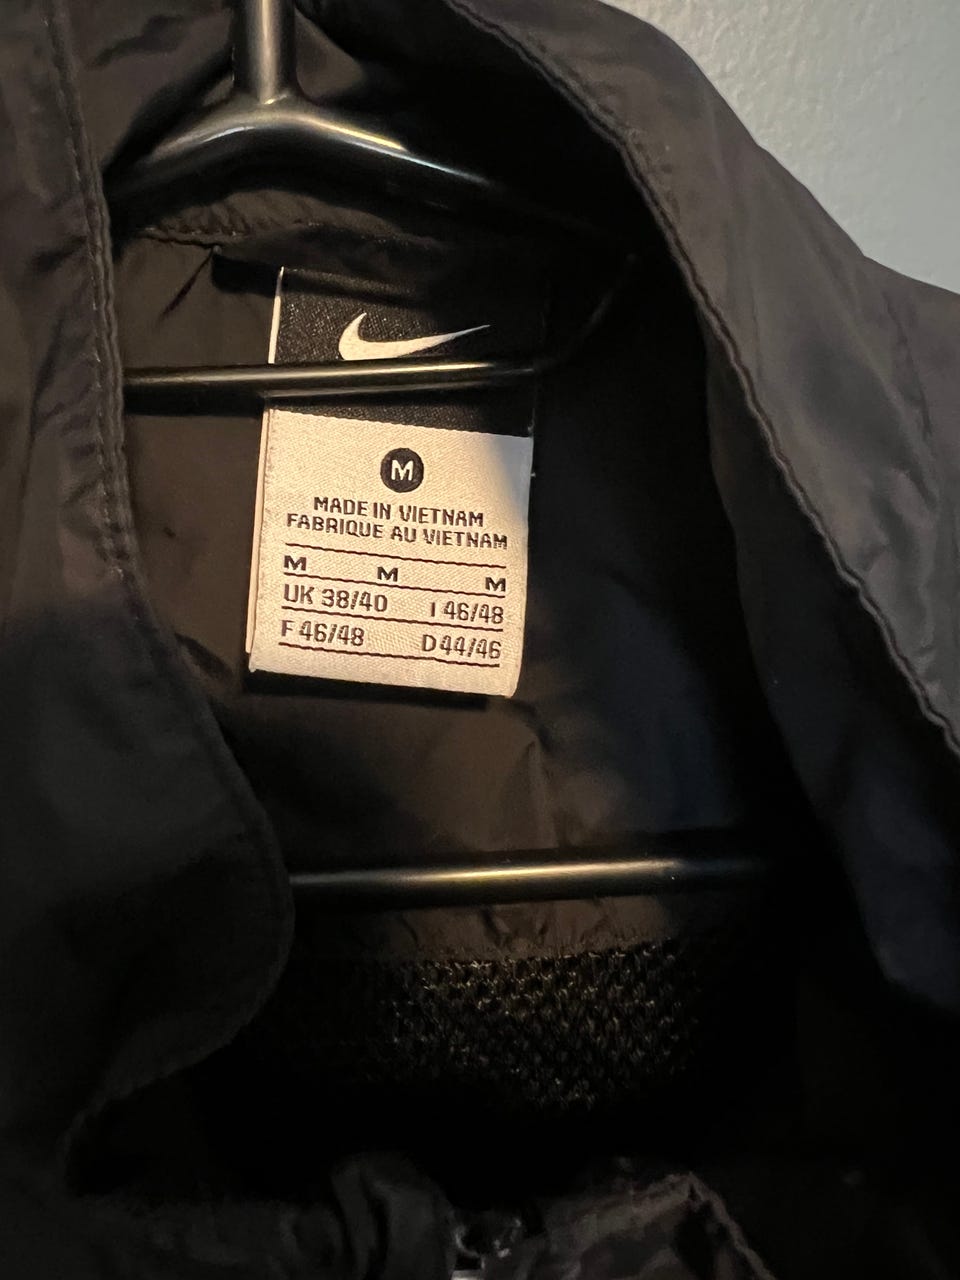 M
MADE IN VIETNAM
FABRIQUE AU VIETNAM
M M M
UK 38/40 I 46/48
F 46/48 D 44/46